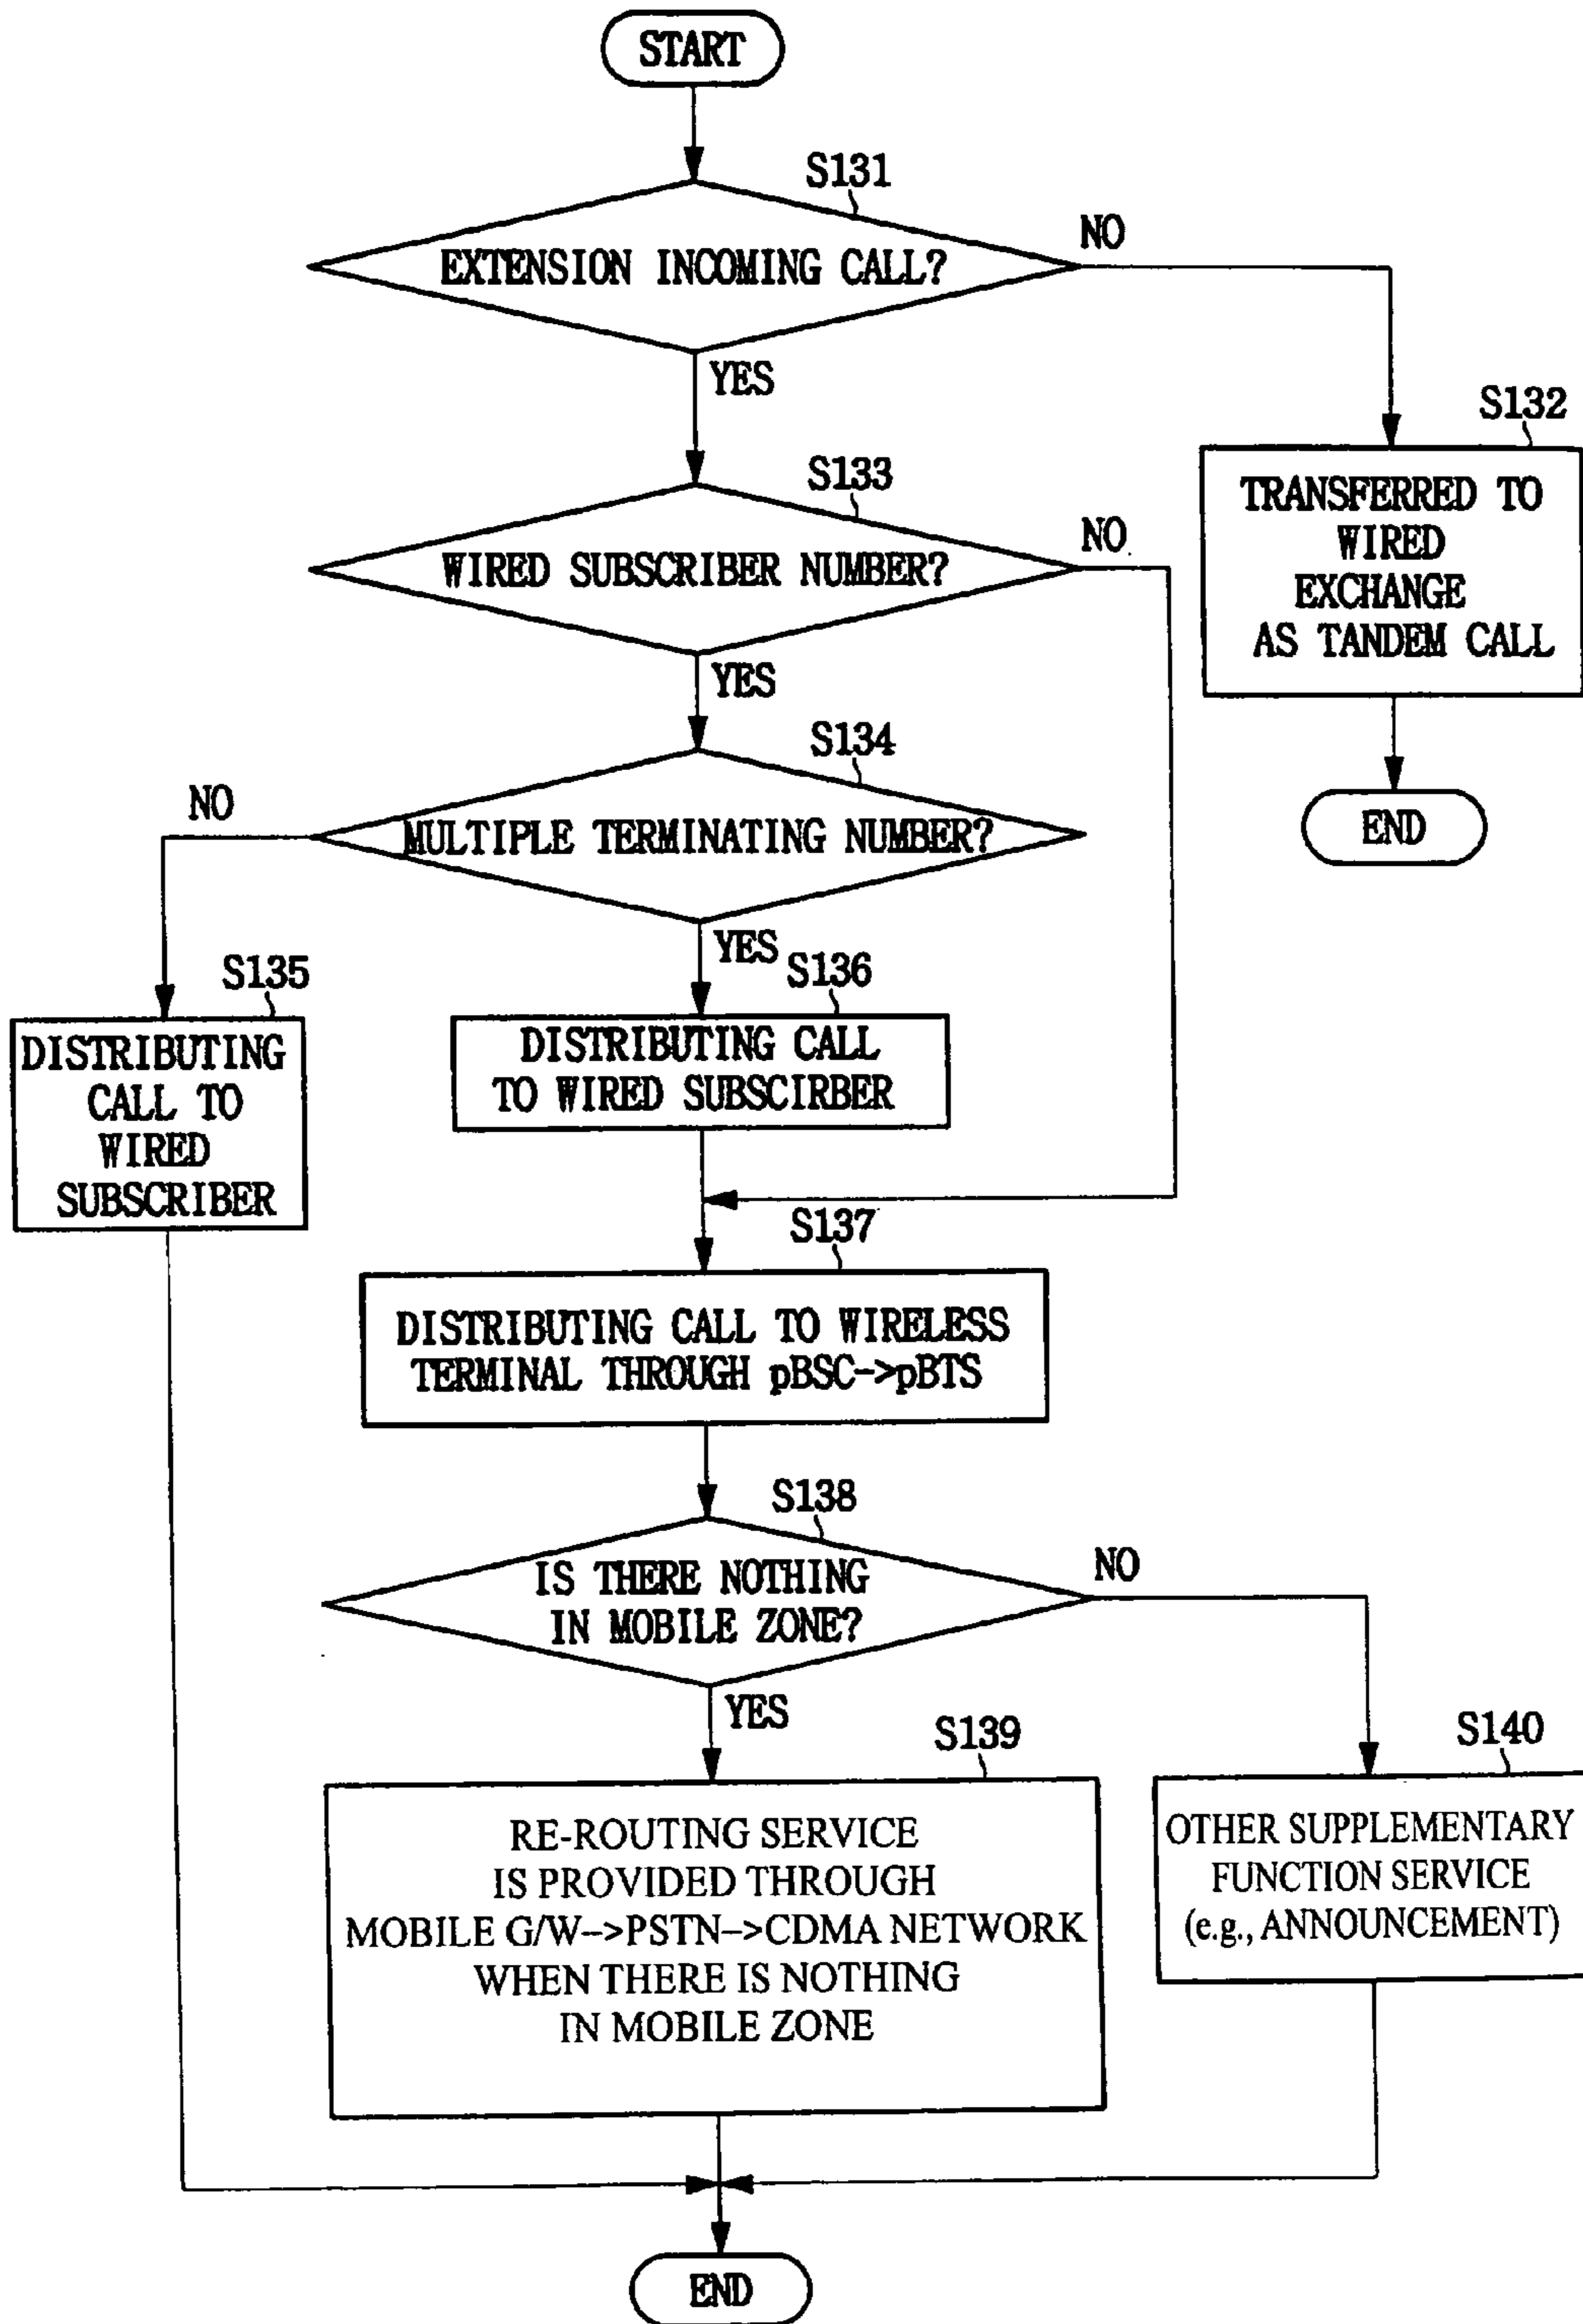 START
S131
EXTENSION INCOMING CALL?
NO
YES
S132
TRANSFERRED TO
WIRED
EXCHANGE
AS TANDEM CALL
END
S133
WIRED SUBSCRIBER NUMBER?
NO
YES
S134
MULTIPLE TERMINATING NUMBER?
NO
YES
S135
DISTRIBUTING
CALL TO
WIRED
SUBSCRIBER
S136
DISTRIBUTING CALL
TO WIRED SUBSCIRBER
S137
DISTRIBUTING CALL TO WIRELESS
TERMINAL THROUGH pBSC->pBTS
S138
IS THERE NOTHING
IN MOBILE ZONE?
NO
YES
S139
RE-ROUTING SERVICE
IS PROVIDED THROUGH
MOBILE G/W-->PSTN-->CDMA NETWORK
WHEN THERE IS NOTHING
IN MOBILE ZONE
S140
OTHER SUPPLEMENTARY
FUNCTION SERVICE
(e.g., ANNOUNCEMENT)
END